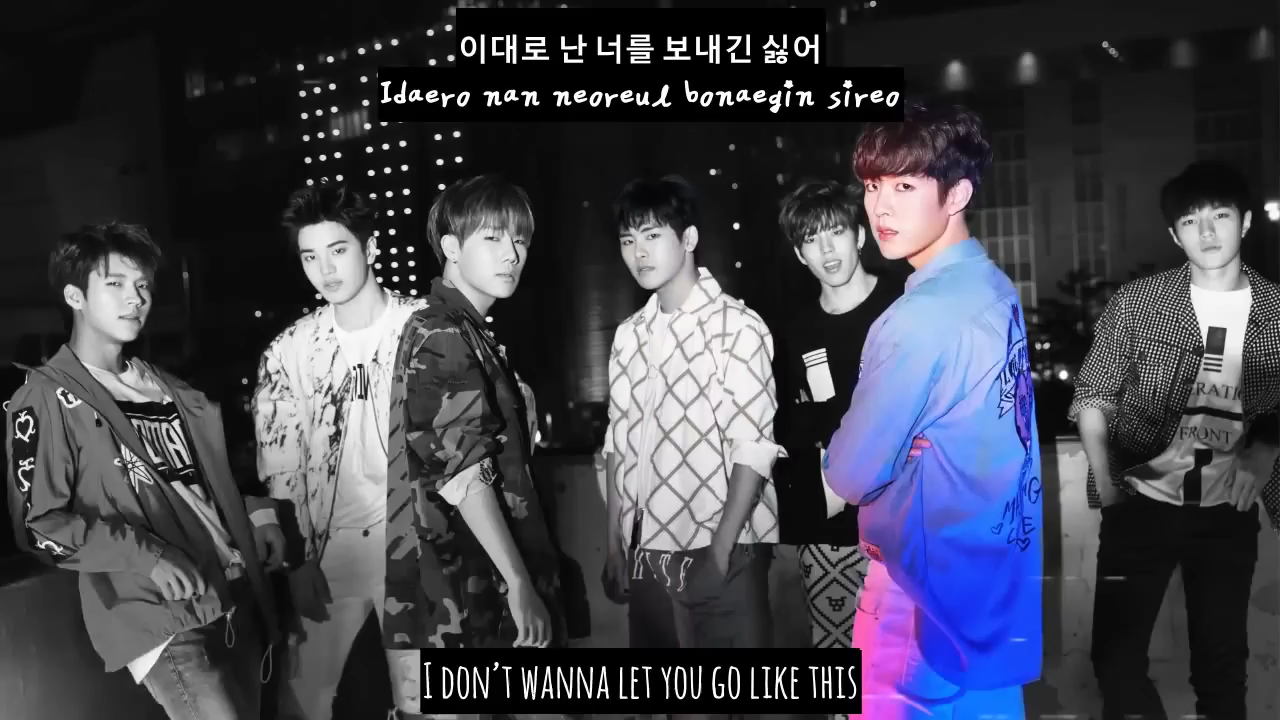 이대로 난 너를 보내긴 싫어
Idaero nan neoreul bonaegin sireo
FRONT
I DON'T WANNA LET YOU GO LIKE THIS